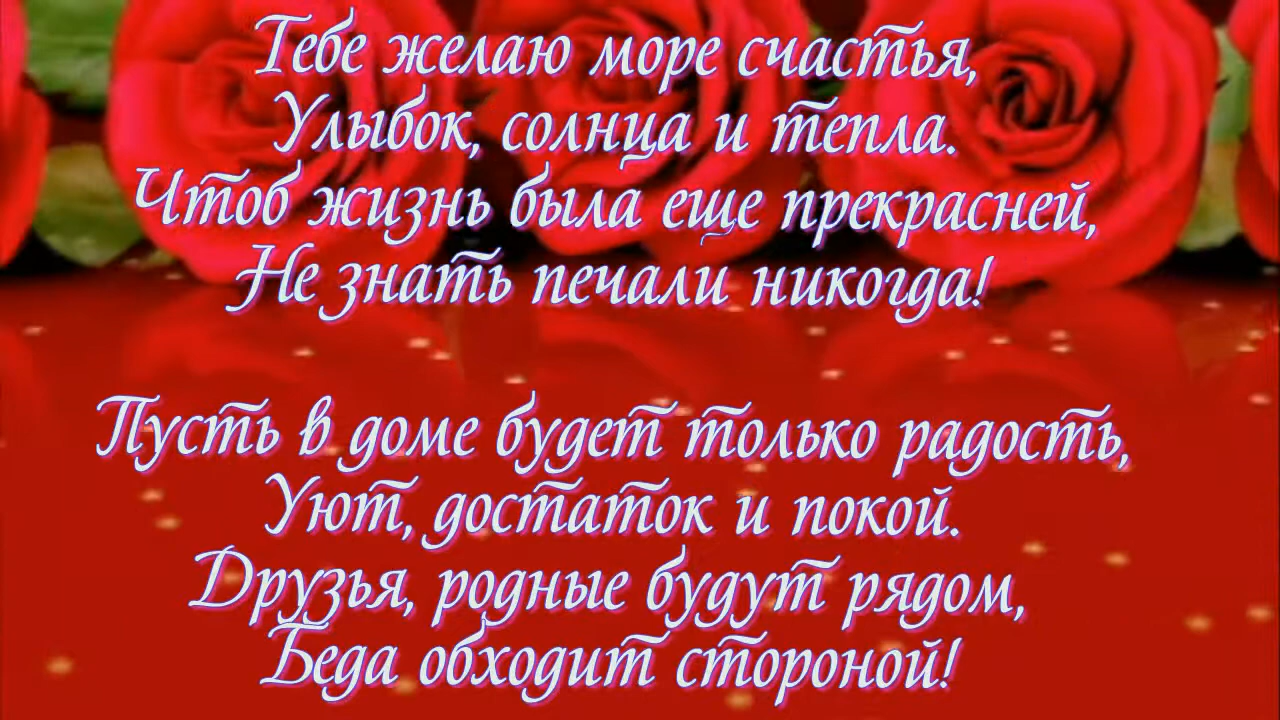 Тебе желаю море счастья,
Улыбок, солнца и тепла.
Чтоб жизнь была еще прекрасней,
Не знать печали никогда!
Пусть в доме будет только радость,
Уют, достаток и покой.
Друзья, родные будут рядом,
Беда обходит стороной!